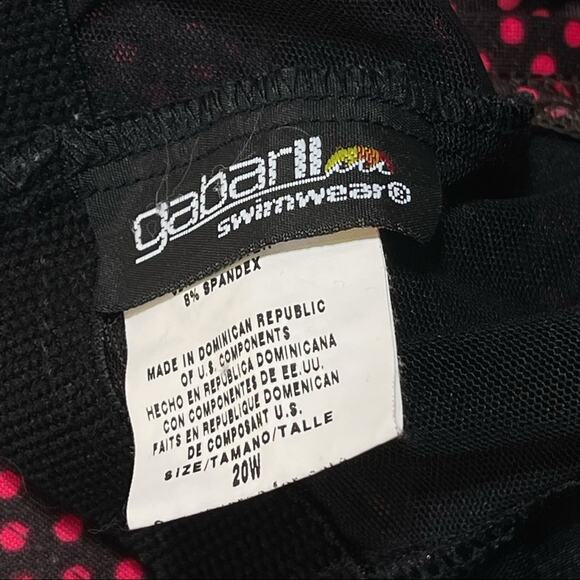 gabar
swimwear®
8% SPANDEX
MADE IN DOMINICAN REPUBLIC
OF U.S. COMPONENTS
HECHO EN REPUBLICA DOMINICANA
CON COMPONENTES DE EE.UU.
FAITS EN REPUBLIQUE DOMENICAN
DE COMPOSANT U.S.
SIZE/TAMANO/TALLE
20W